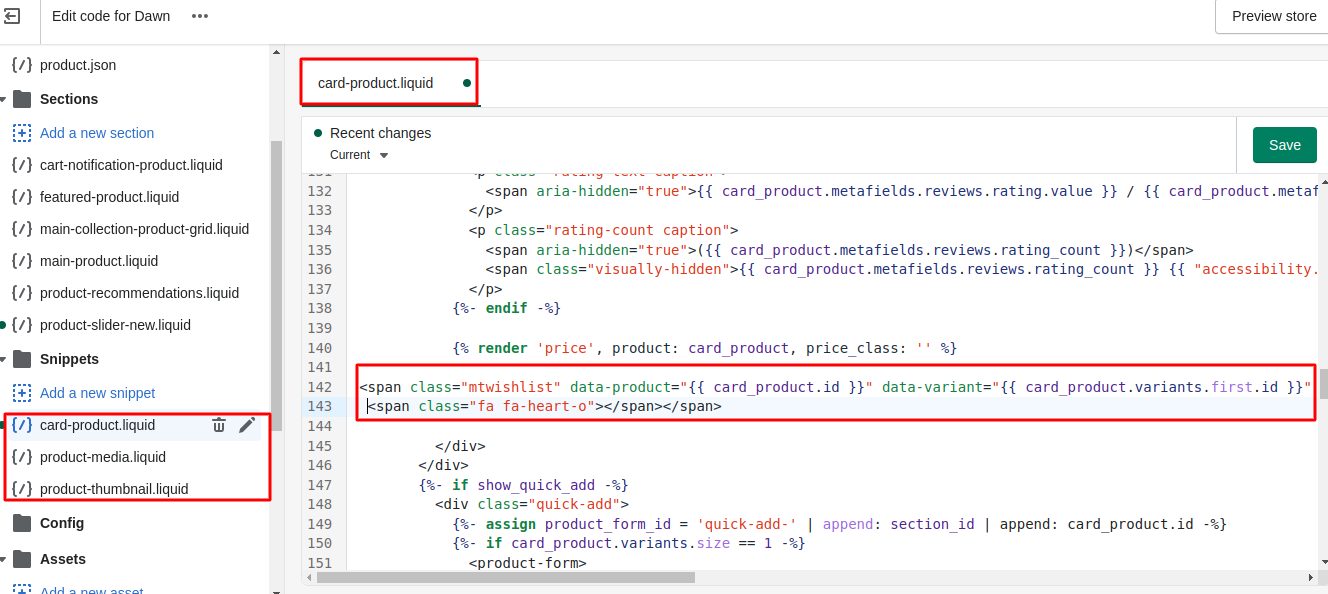 Edit code for Dawn •••
Preview store
{/} product.json
Sections
Add a new section
{/} cart-notification-product.liquid
{/} featured-product.liquid
{/} main-collection-product-grid.liquid
{/} main-product.liquid
{/} product-recommendations.liquid
{/} product-slider-new.liquid
Snippets
Add a new snippet
{/} card-product.liquid
{/} product-media.liquid
{/} product-thumbnail.liquid
Config
Assets
Add a new asset
card-product.liquid
Recent changes
Current
Save
131 <p class="rating-text caption">
132 <span aria-hidden="true">{{ card_product.metafields.reviews.rating.value }} / {{ card_product.metaf
133 </p>
134 <p class="rating-count caption">
135 <span aria-hidden="true">({{ card_product.metafields.reviews.rating_count }})</span>
136 <span class="visually-hidden">{{ card_product.metafields.reviews.rating_count }} {{ "accessibility.
137 </p>
138 {%- endif -%}
139
140 {% render 'price', product: card_product, price_class: '' %}
141
142 <span class="mtwishlist" data-product="{{ card_product.id }}" data-variant="{{ card_product.variants.first.id }}"
143 <span class="fa fa-heart-o"></span></span>
144
145 </div>
146 </div>
147 {%- if show_quick_add -%}
148 <div class="quick-add">
149 {%- assign product_form_id = 'quick-add-' | append: section_id | append: card_product.id -%}
150 {%- if card_product.variants.size == 1 -%}
151 <product-form>